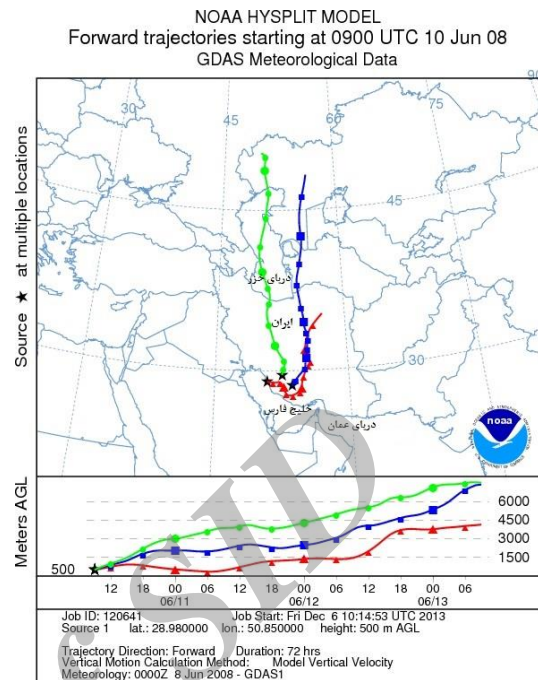 NOAA HYSPLIT MODEL
Forward trajectories starting at 0900 UTC 10 Jun 08
GDAS Meteorological Data
Source ★ at multiple locations
30
45
60
75
90
45
30
دریای خزر
ایران
خلیج فارس
دریای عمان
noaa
Meters AGL
6000
4500
3000
1500
500
12 18 00 06 12 18 00 06 12 18 00 06
06/11 06/12 06/13
Job ID: 120641 Job Start: Fri Dec 6 10:14:53 UTC 2013
Source 1 lat.: 28.980000 lon.: 50.850000 height: 500 m AGL
Trajectory Direction: Forward Duration: 72 hrs
Vertical Motion Calculation Method: Model Vertical Velocity
Meteorology: 0000Z 8 Jun 2008 - GDAS1
SID